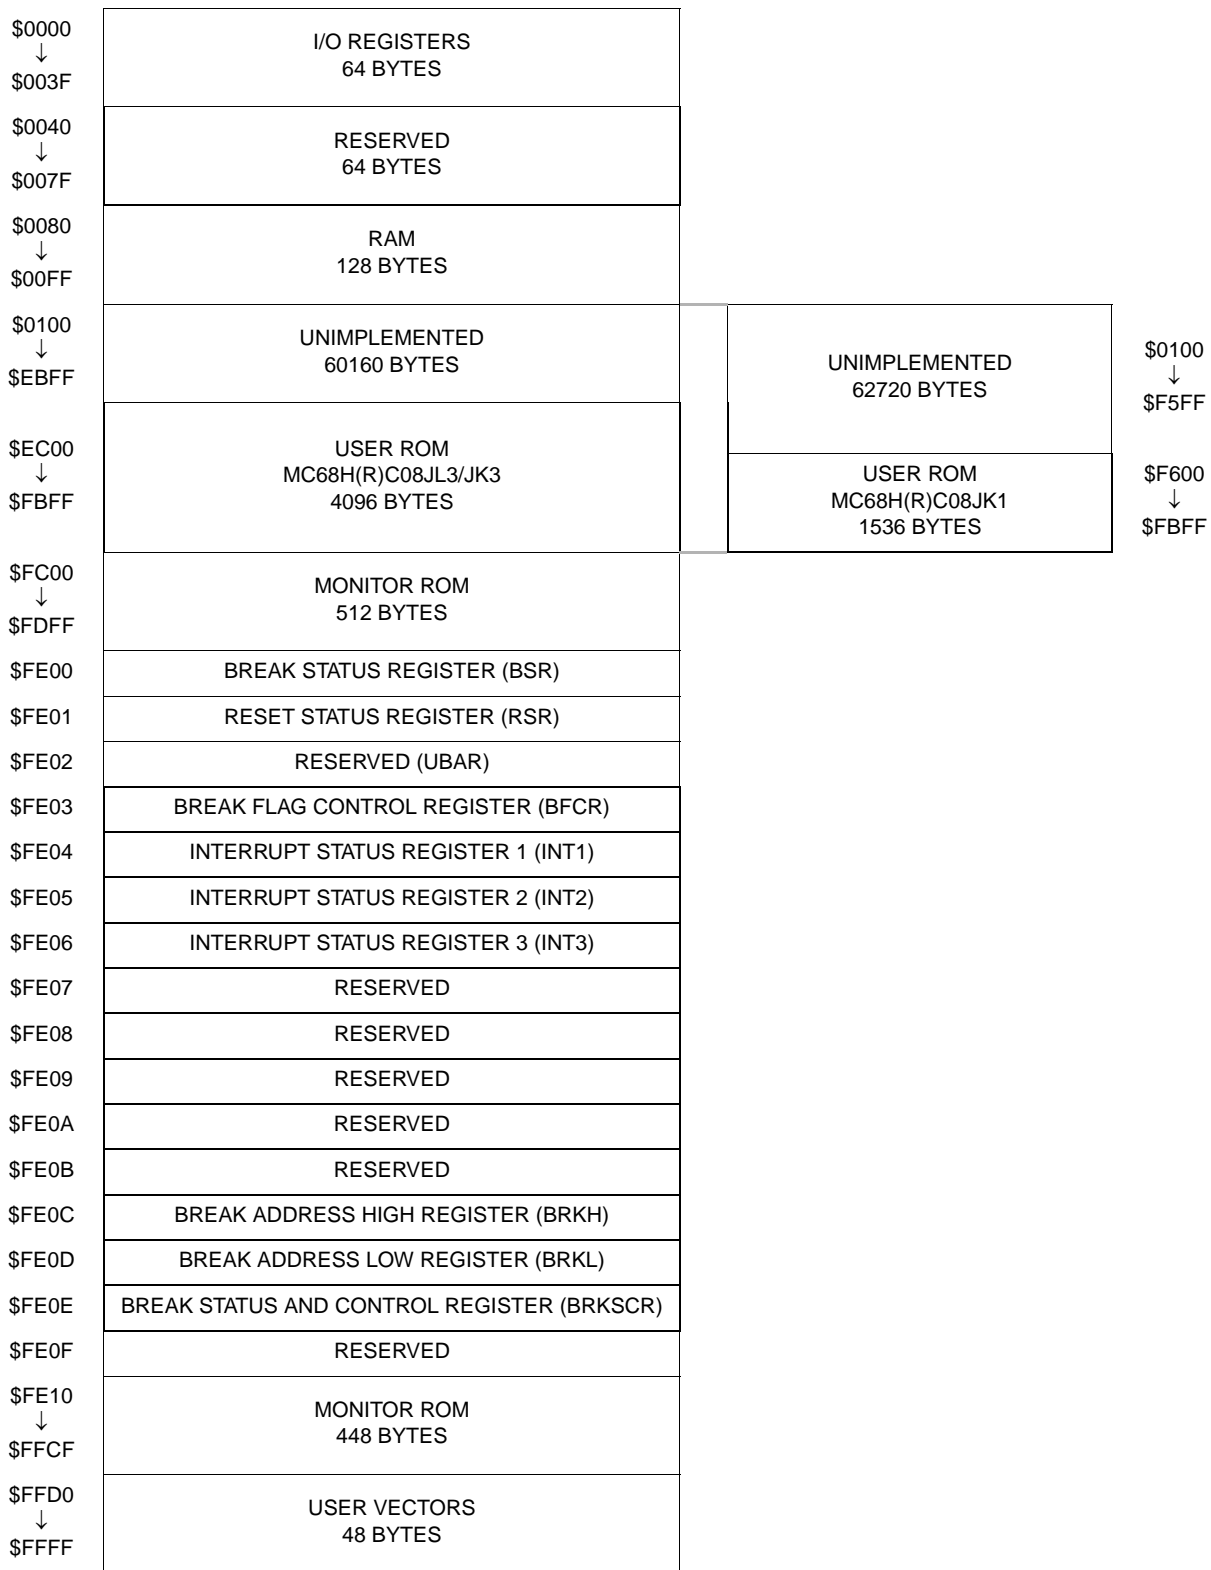 $0000
↓
$003F
I/O REGISTERS
64 BYTES
$0040
↓
$007F
RESERVED
64 BYTES
$0080
↓
$00FF
RAM
128 BYTES
$0100
↓
$EBFF
UNIMPLEMENTED
60160 BYTES
UNIMPLEMENTED
62720 BYTES
$0100
↓
$F5FF
$EC00
↓
$FBFF
USER ROM
MC68H(R)C08JL3/JK3
4096 BYTES
USER ROM
MC68H(R)C08JK1
1536 BYTES
$F600
↓
$FBFF
$FC00
↓
$FDFF
MONITOR ROM
512 BYTES
$FE00 BREAK STATUS REGISTER (BSR)
$FE01 RESET STATUS REGISTER (RSR)
$FE02 RESERVED (UBAR)
$FE03 BREAK FLAG CONTROL REGISTER (BFCR)
$FE04 INTERRUPT STATUS REGISTER 1 (INT1)
$FE05 INTERRUPT STATUS REGISTER 2 (INT2)
$FE06 INTERRUPT STATUS REGISTER 3 (INT3)
$FE07 RESERVED
$FE08 RESERVED
$FE09 RESERVED
$FE0A RESERVED
$FE0B RESERVED
$FE0C BREAK ADDRESS HIGH REGISTER (BRKH)
$FE0D BREAK ADDRESS LOW REGISTER (BRKL)
$FE0E BREAK STATUS AND CONTROL REGISTER (BRKSCR)
$FE0F RESERVED
$FE10
↓
$FFCF
MONITOR ROM
448 BYTES
$FFD0
↓
$FFFF
USER VECTORS
48 BYTES